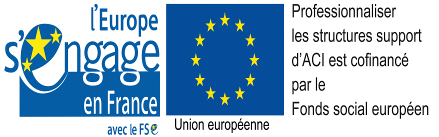 l'Europe
s'engage
en France
avec le FSe
Union européenne
Professionnaliser
les structures support
d'ACI est cofinancé
par le
Fonds social européen